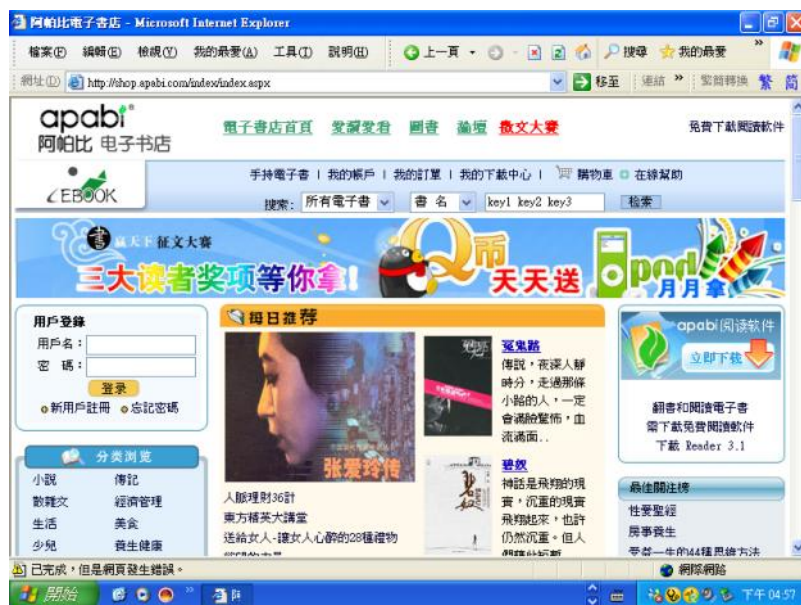 阿帕比電子書店 - Microsoft Internet Explorer
檔案(F) 編輯(E) 檢視(V) 我的最愛(A) 工具(T) 說明(H) 上一頁 搜尋 我的最愛 »
網址(D) http://shop.apabi.com/index/index.aspx 移至 連結 » 繁簡轉換 繁 简
apabi
阿帕比 电子书店
電子書店首頁 圖書 論壇 徵文大賽 免費下載閱讀軟件
EBOOK
手持電子書 | 我的帳戶 | 我的訂單 | 我的下載中心 | 購物車 在線幫助
搜索: 所有電子書 書 名 key1 key2 key3 檢索
書赢天下征文大赛
三大读者奖项等你拿!
Q币天天送
ipod月月拿
用戶登錄
用戶名:
密 碼:
登录
新用戶註冊 忘記密碼
分类浏览
小說 傳記
散雜文 經濟管理
生活 美食
少兒 養生健康
每日推荐
张爱玲传
人脈理財36計
東方精英大講堂
送給女人-讓女人心醉的28種禮物
冤鬼路
傳說,夜深人靜
時分,走過那條
小路的人,一定
會滿臉驚怖,血
流滿面..
碧奴
神話是飛翔的現
實,沉重的現實
飛翔起來,也許
仍然沉重。但人
apabi阅读软件
立即下载
翻書和閱讀電子書
需下載免費閱讀軟件
下載 Reader 3.1
最佳關注榜
性愛聖經
房事養生
受益一生的44種思維方法
已完成,但是網頁發生錯誤。 網際網路
開始 下午 04:57